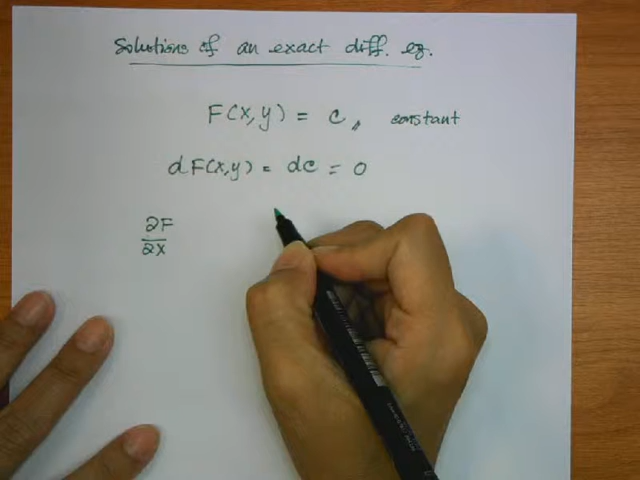 Solutions of an exact diff. eq.
F(x,y) = c,, constant
dF(x,y) = dc = 0
∂F
∂x